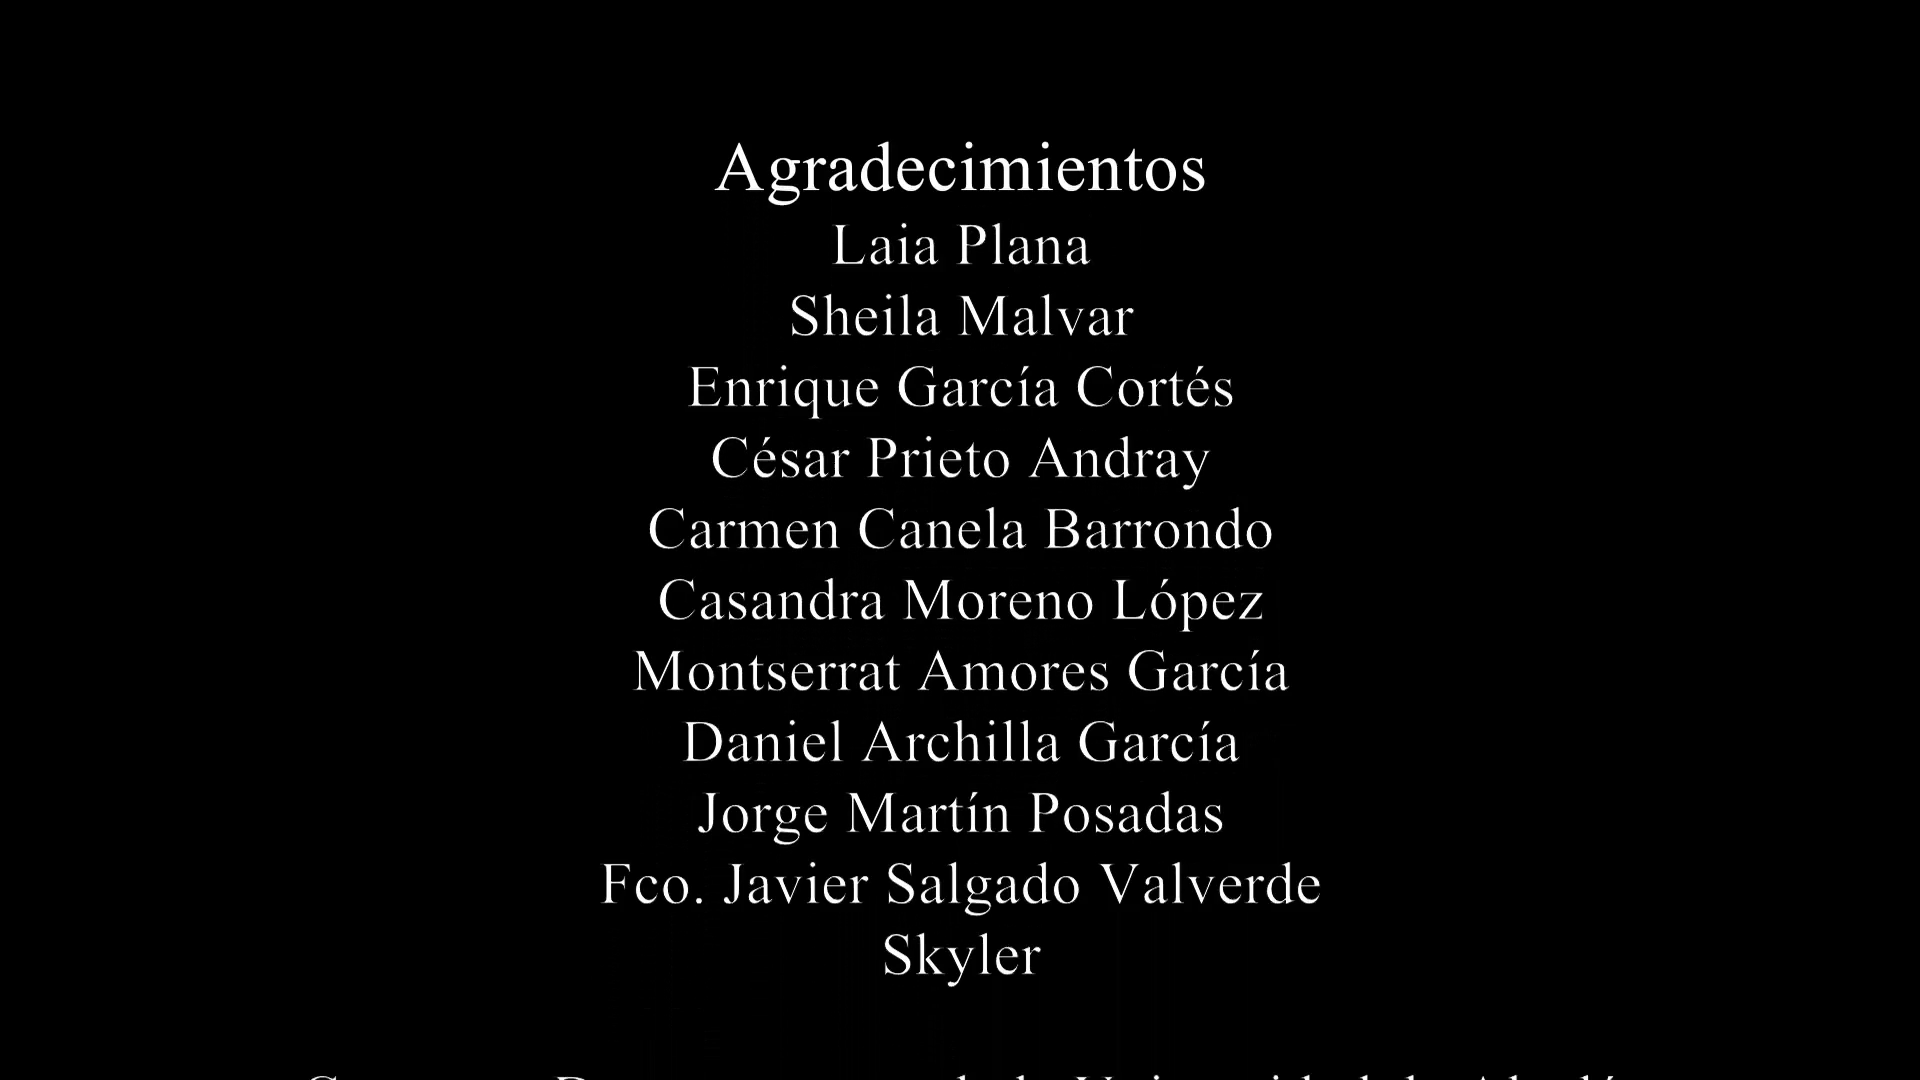 Agradecimientos
Laia Plana
Sheila Malvar
Enrique García Cortés
César Prieto Andray
Carmen Canela Barrondo
Casandra Moreno López
Montserrat Amores García
Daniel Archilla García
Jorge Martín Posadas
Fco. Javier Salgado Valverde
Skyler